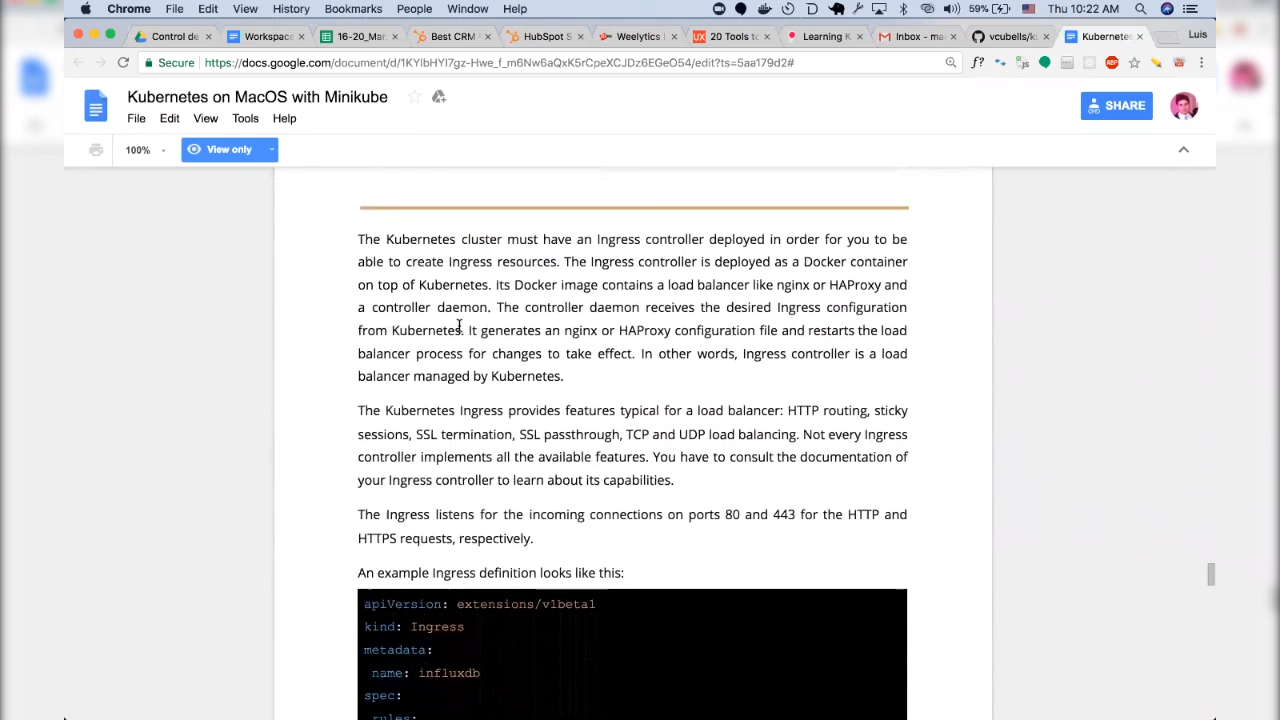 Chrome File Edit View History Bookmarks People Window Help 59% Thu 10:22 AM
Control de Workspace 16-20_Mar Best CRM HubSpot S Weelytics 20 Tools to Learning K Inbox - ma vcubells/ku Kubernetes Luis
Secure https://docs.google.com/document/d/1KYlbHYl7gz-Hwe_f_m6Nw6aQxK5rCpeXCJDz6EGeO54/edit?ts=5aa179d2#
Kubernetes on MacOS with Minikube
SHARE
File Edit View Tools Help
100% View only
The Kubernetes cluster must have an Ingress controller deployed in order for you to be
able to create Ingress resources. The Ingress controller is deployed as a Docker container
on top of Kubernetes. Its Docker image contains a load balancer like nginx or HAProxy and
a controller daemon. The controller daemon receives the desired Ingress configuration
from Kubernetes. It generates an nginx or HAProxy configuration file and restarts the load
balancer process for changes to take effect. In other words, Ingress controller is a load
balancer managed by Kubernetes.
The Kubernetes Ingress provides features typical for a load balancer: HTTP routing, sticky
sessions, SSL termination, SSL passthrough, TCP and UDP load balancing. Not every Ingress
controller implements all the available features. You have to consult the documentation of
your Ingress controller to learn about its capabilities.
The Ingress listens for the incoming connections on ports 80 and 443 for the HTTP and
HTTPS requests, respectively.
An example Ingress definition looks like this:
apiVersion: extensions/v1beta1
kind: Ingress
metadata:
name: influxdb
spec:
rules: